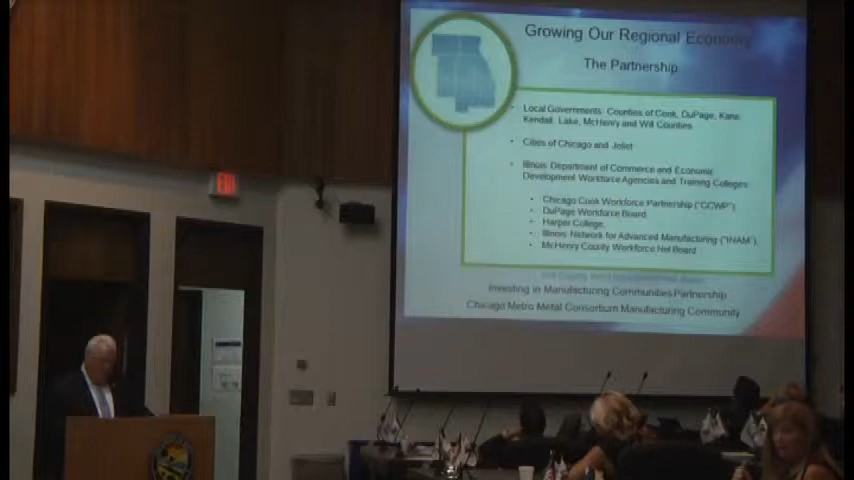 Growing Our Regional Economy
The Partnership
• Local Governments: Counties of Cook, DuPage, Kane,
Kendall, Lake, McHenry and Will Counties
• Cities of Chicago and Joliet
• Illinois Department of Commerce and Economic
Development Workforce Agencies and Training Colleges
• Chicago Cook Workforce Partnership ("CCWP"),
• DuPage Workforce Board
• Harper College,
• Illinois Network for Advanced Manufacturing ("INAM"),
• McHenry County Workforce Net Board
Investing in Manufacturing Communities Partnership
Chicago Metro Metal Consortium Manufacturing Community
EXIT